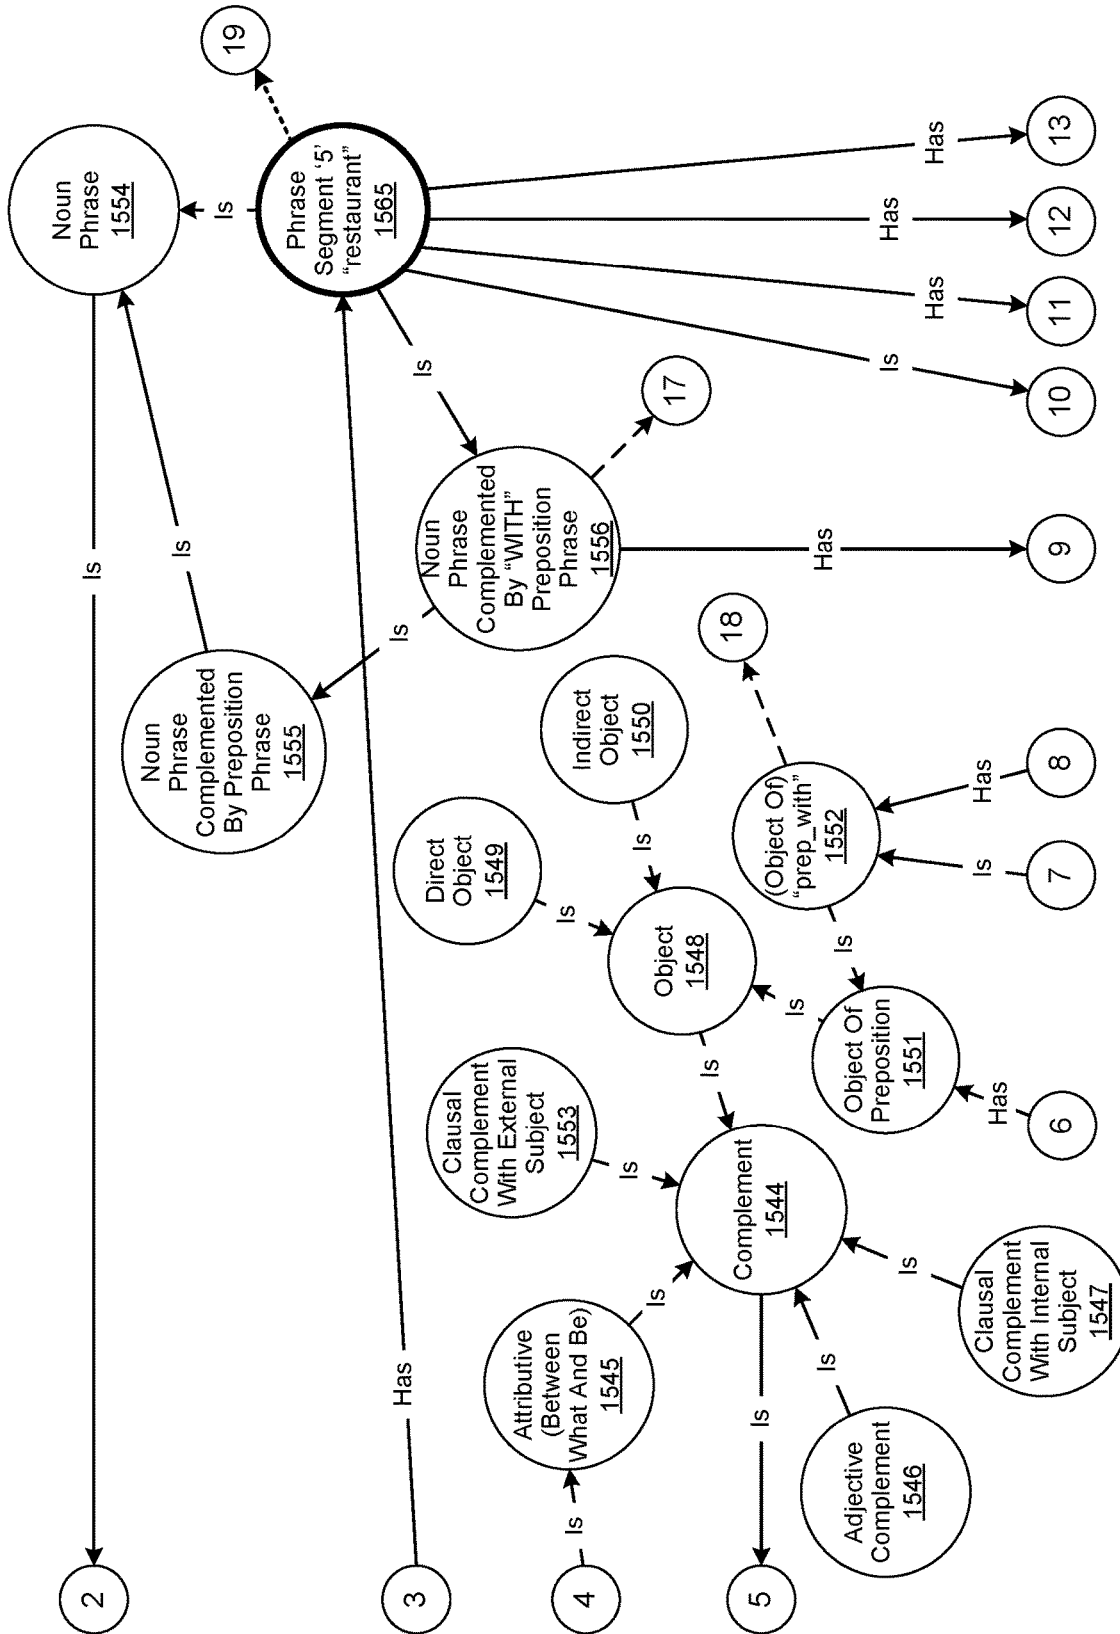 2
Is
Noun
Phrase
1554
Is
Noun
Phrase
Complemented
By Preposition
Phrase
1555
Is
19
Phrase
Segment ‘5’
“restaurant”
1565
3
Has
Is
Is
Direct
Object
1549
Noun
Phrase
Complemented
By “WITH”
Preposition
Phrase
1556
Clausal
Complement
With External
Subject
1553
Attributive
(Between
What And Be)
1545
4
Is
Is
Is
Is
Indirect
Object
1550
Is
Object
1548
17
18
Is
5
Is
Complement
1544
Is
Is
(Object Of)
“prep_with”
1552
Is
Has
Object Of
Preposition
1551
Adjective
Complement
1546
Is
Is
Has
Is
Has
Is
Has
Has
Has
Clausal
Complement
With Internal
Subject
1547
6
7
8
9
10
11
12
13